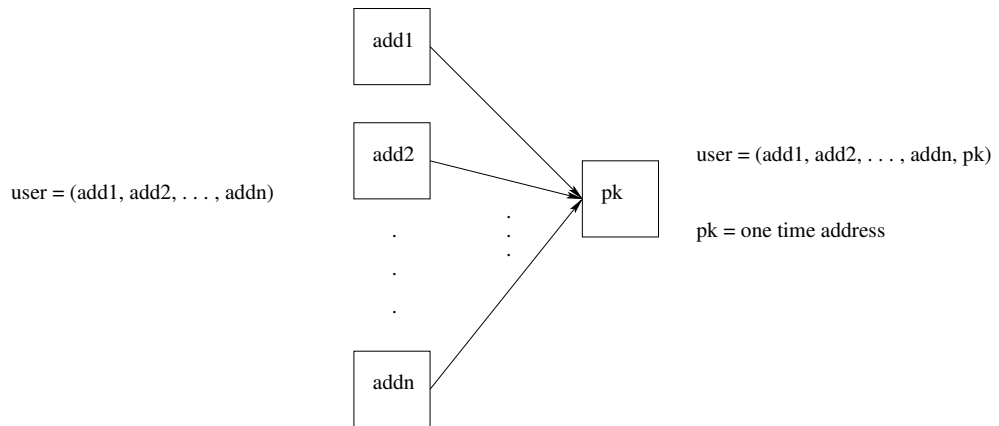 add1
add2
user = (add1, add2, . . . , addn)
addn
pk
user = (add1, add2, . . . , addn, pk)
pk = one time address